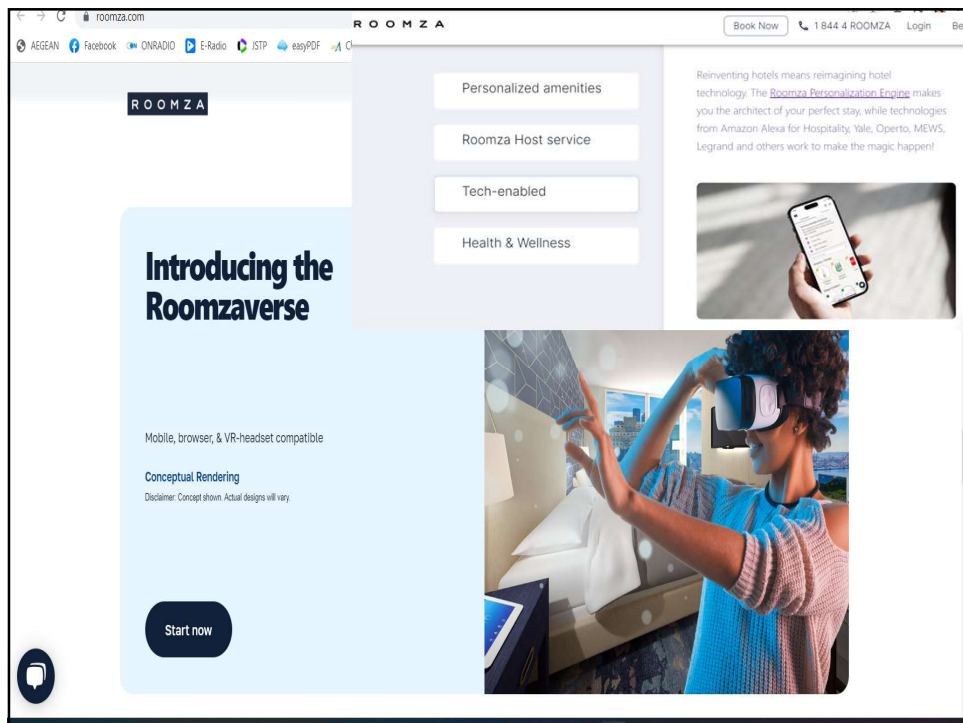 roomza.com
AEGEAN Facebook ONRADIO E-Radio JSTP easyPDF
ROOMZA
Book Now 1 844 4 ROOMZA Login Be
Personalized amenities
Roomza Host service
Tech-enabled
Health & Wellness
Reinventing hotels means reimagining hotel
technology. The Roomza Personalization Engine makes
you the architect of your perfect stay, while technologies
from Amazon Alexa for Hospitality, Yale, Operto, MEWS,
Legrand and others work to make the magic happen!
ROOMZA
Introducing the
Roomzaverse
Mobile, browser, & VR-headset compatible
Conceptual Rendering
Disclaimer: Concept shown. Actual designs will vary.
Start now